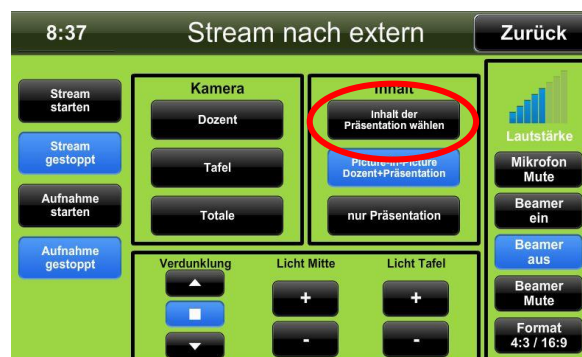 8:37
Stream nach extern
Zurück
Stream
starten
Stream
gestoppt
Aufnahme
starten
Aufnahme
gestoppt
Kamera
Dozent
Tafel
Totale
Inhalt
Inhalt der
Präsentation wählen
Picture-in-Picture
Dozent+Präsentation
nur Präsentation
Verdunklung
Licht Mitte
+
-
Licht Tafel
+
-
Lautstärke
Mikrofon
Mute
Beamer
ein
Beamer
aus
Beamer
Mute
Format
4:3 / 16:9